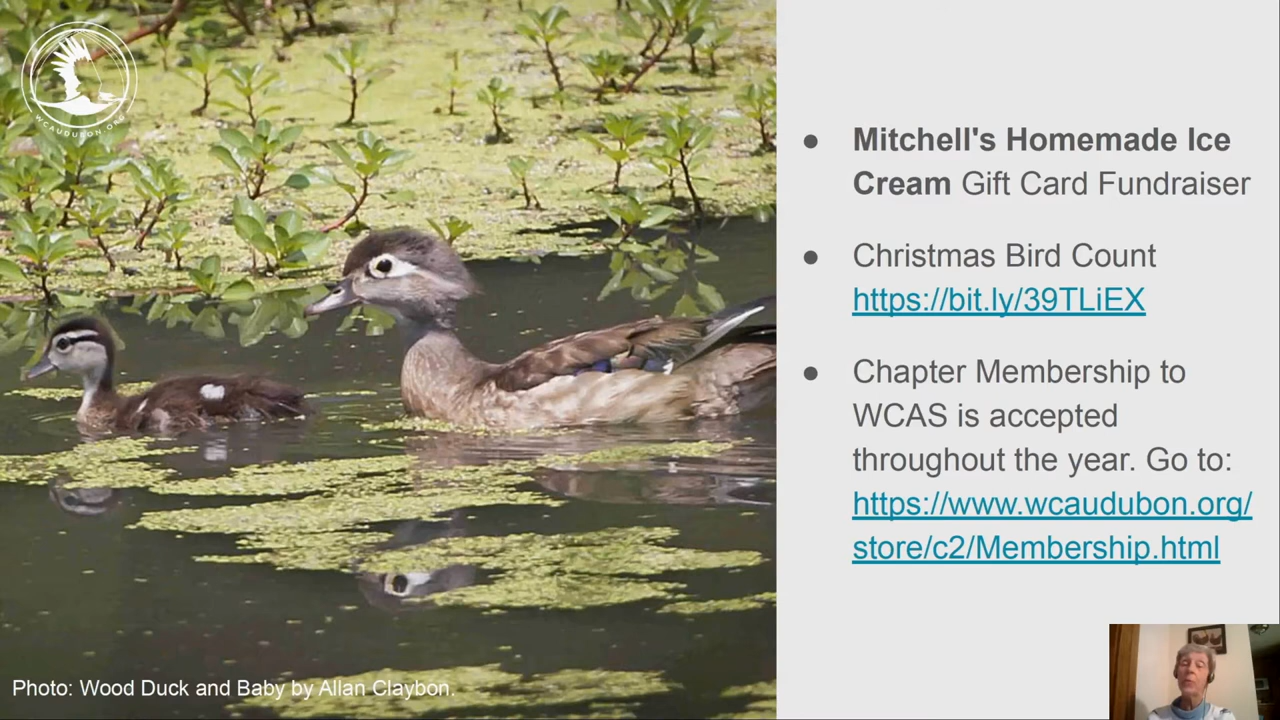 WCAUDUBON.ORG
Mitchell's Homemade Ice
Cream Gift Card Fundraiser
Christmas Bird Count
https://bit.ly/39TLiEX
Chapter Membership to
WCAS is accepted
throughout the year. Go to:
https://www.wcaudubon.org/
store/c2/Membership.html
Photo: Wood Duck and Baby by Allan Claybon.